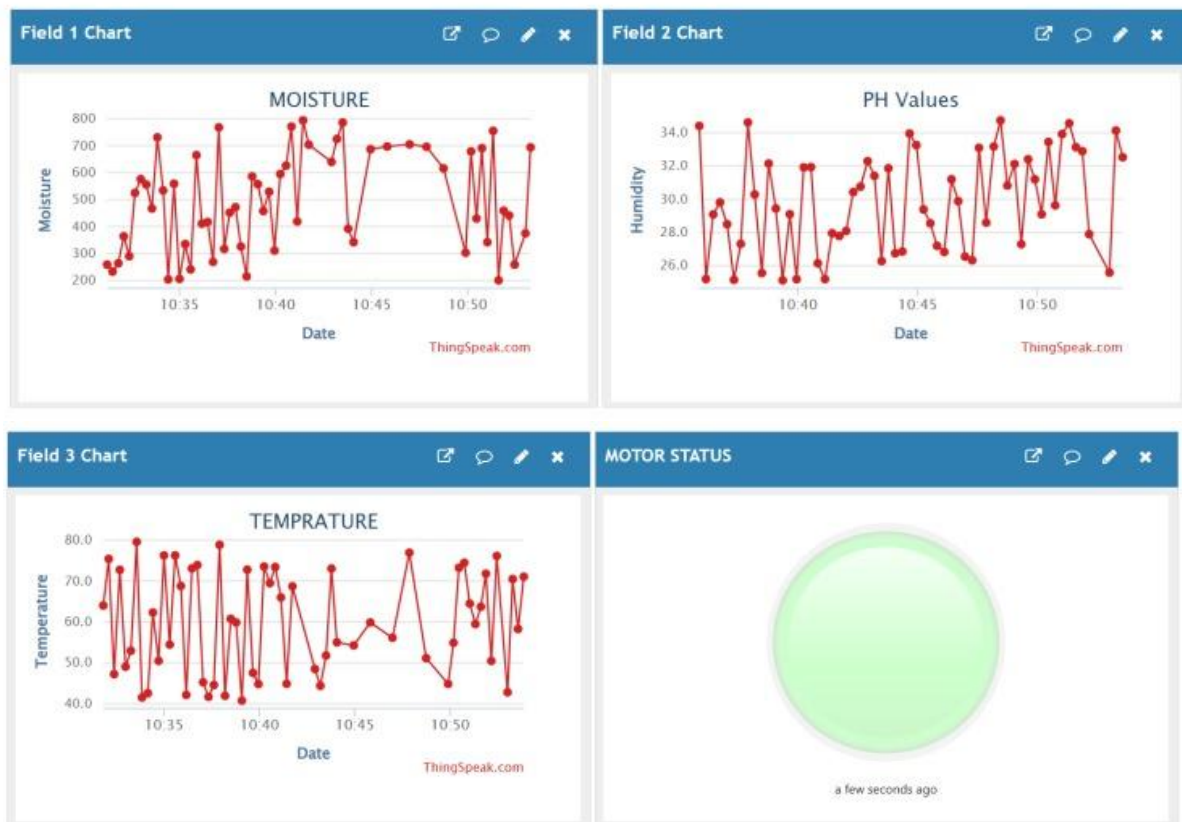 Field 1 Chart
MOISTURE
800
700
600
500
400
300
200
Moisture
10:35 10:40 10:45 10:50
Date
ThingSpeak.com
Field 2 Chart
PH Values
34.0
32.0
30.0
28.0
26.0
Humidity
10:40 10:45 10:50
Date
ThingSpeak.com
Field 3 Chart
TEMPRATURE
80.0
70.0
60.0
50.0
40.0
Temperature
10:35 10:40 10:45 10:50
Date
ThingSpeak.com
MOTOR STATUS
a few seconds ago